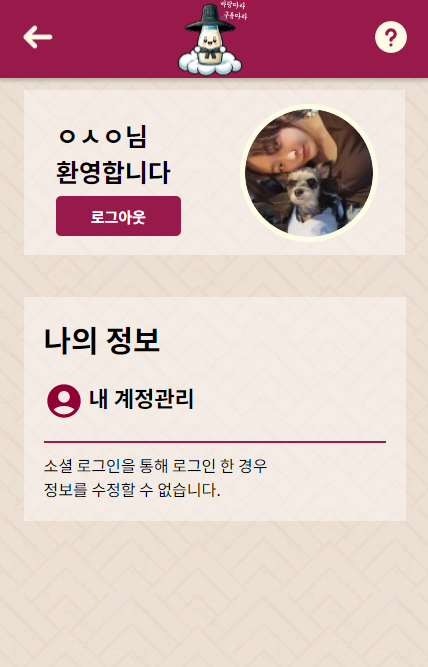 ㅇㅅㅇ님
환영합니다
로그아웃
나의 정보
내 계정관리
소셜 로그인을 통해 로그인 한 경우
정보를 수정할 수 없습니다.